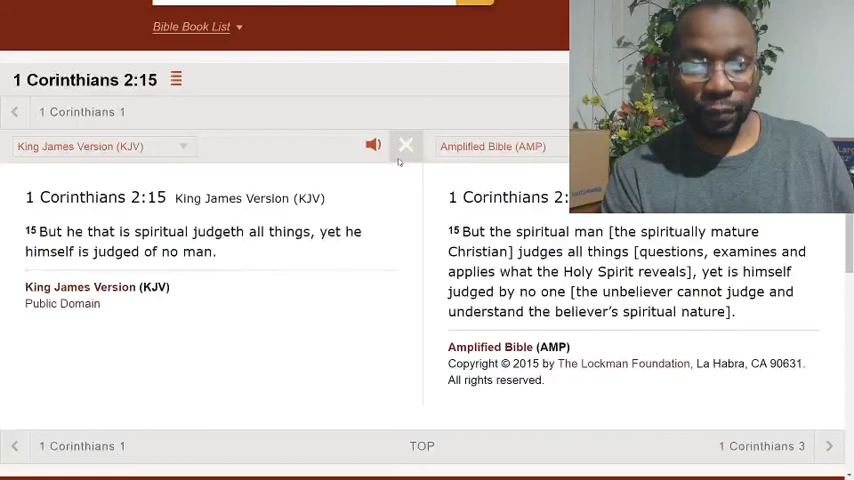 Bible Book List
1 Corinthians 2:15
1 Corinthians 1
King James Version (KJV)
Amplified Bible (AMP)
1 Corinthians 2:15 King James Version (KJV)
15 But he that is spiritual judgeth all things, yet he
himself is judged of no man.
King James Version (KJV)
Public Domain
1 Corinthians 2:
15 But the spiritual man [the spiritually mature
Christian] judges all things [questions, examines and
applies what the Holy Spirit reveals], yet is himself
judged by no one [the unbeliever cannot judge and
understand the believer’s spiritual nature].
Amplified Bible (AMP)
Copyright © 2015 by The Lockman Foundation, La Habra, CA 90631.
All rights reserved.
1 Corinthians 1
TOP
1 Corinthians 3